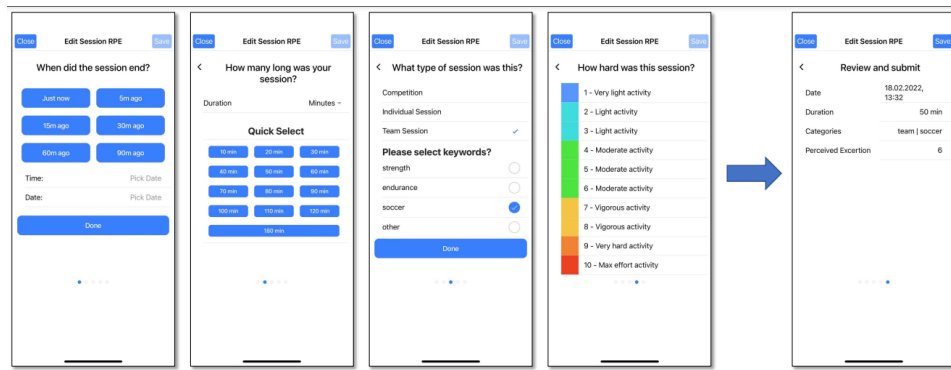 Close Edit Session RPE Save
When did the session end?
Just now 5m ago
15m ago 30m ago
60m ago 90m ago
Time: Pick Date
Date: Pick Date
Done
Close Edit Session RPE Save
How many long was your
session?
Duration Minutes
Quick Select
10 min 20 min 30 min
40 min 50 min 60 min
70 min 80 min 90 min
100 min 110 min 120 min
180 min
Close Edit Session RPE Save
What type of session was this?
Competition
Individual Session
Team Session
Please select keywords?
strength
endurance
soccer
other
Done
Close Edit Session RPE Save
How hard was this session?
1 - Very light activity
2 - Light activity
3 - Light activity
4 - Moderate activity
5 - Moderate activity
6 - Moderate activity
7 - Vigorous activity
8 - Vigorous activity
9 - Very hard activity
10 - Max effort activity
Close Edit Session RPE Save
Review and submit
Date 18.02.2022,
13:32
Duration 50 min
Categories team | soccer
Perceived Excertion 6